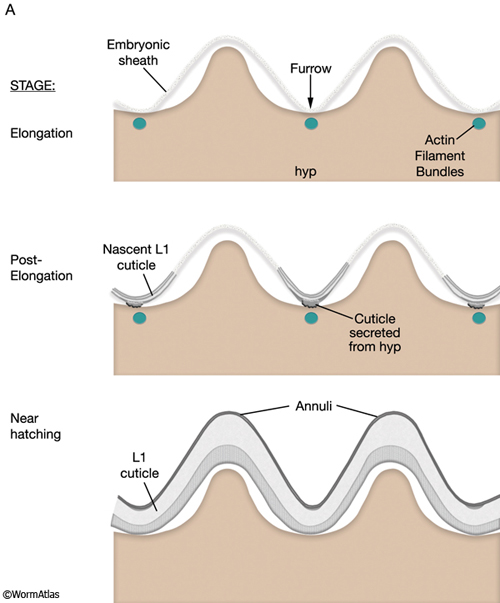 A
Embryonic
sheath
Furrow
STAGE:
Elongation
Actin
Filament
Bundles
hyp
Post-
Elongation
Nascent L1
cuticle
Cuticle
secreted
from hyp
Near
hatching
Annuli
L1
cuticle
©WormAtlas